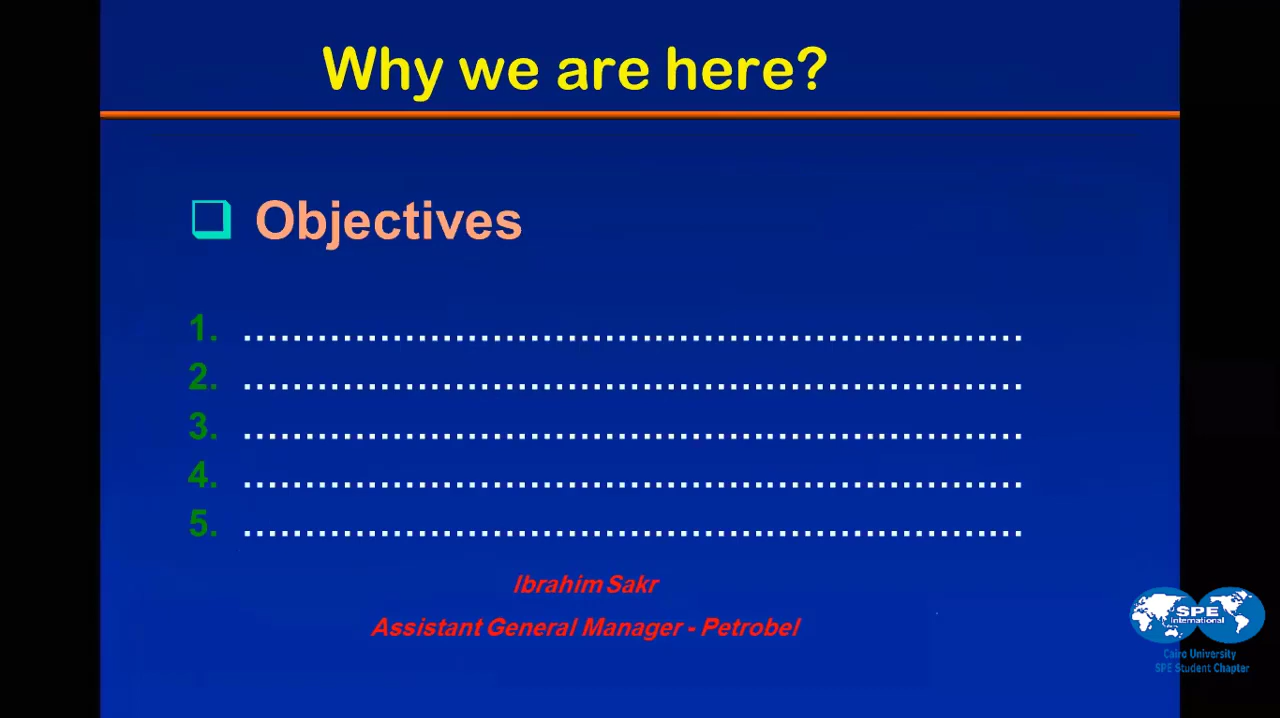 Why we are here?
❑ Objectives
1. ................................................................
2. ................................................................
3. ................................................................
4. ................................................................
5. ................................................................
Ibrahim Sakr
Assistant General Manager - Petrobel
SPE
International
Cairo University
SPE Student Chapter